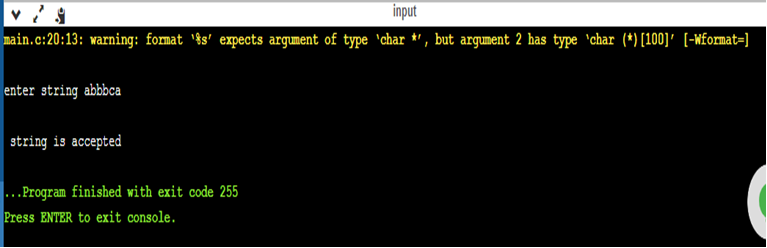 input
main.c:20:13: warning: format ‘%s’ expects argument of type ‘char *’, but argument 2 has type ‘char (*)[100]’ [-Wformat=]
enter string abbbca
string is accepted
...Program finished with exit code 255
Press ENTER to exit console.